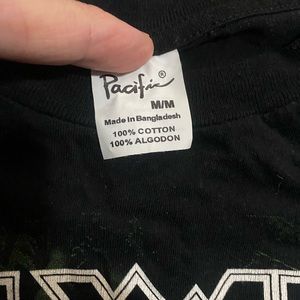 Pacific®
M/M
Made in Bangladesh
100% COTTON
100% ALGODON